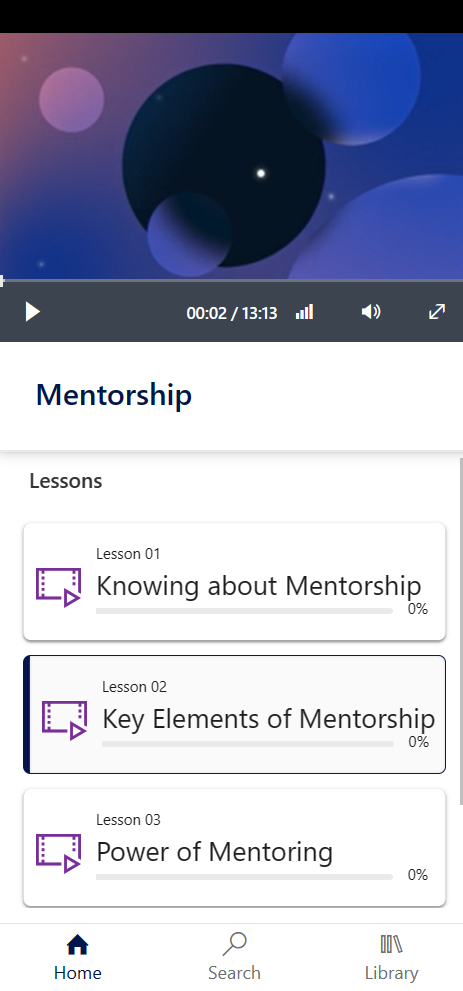 00:02 / 13:13
Mentorship
Lessons
Lesson 01
Knowing about Mentorship
0%
Lesson 02
Key Elements of Mentorship
0%
Lesson 03
Power of Mentoring
0%
Home
Search
Library